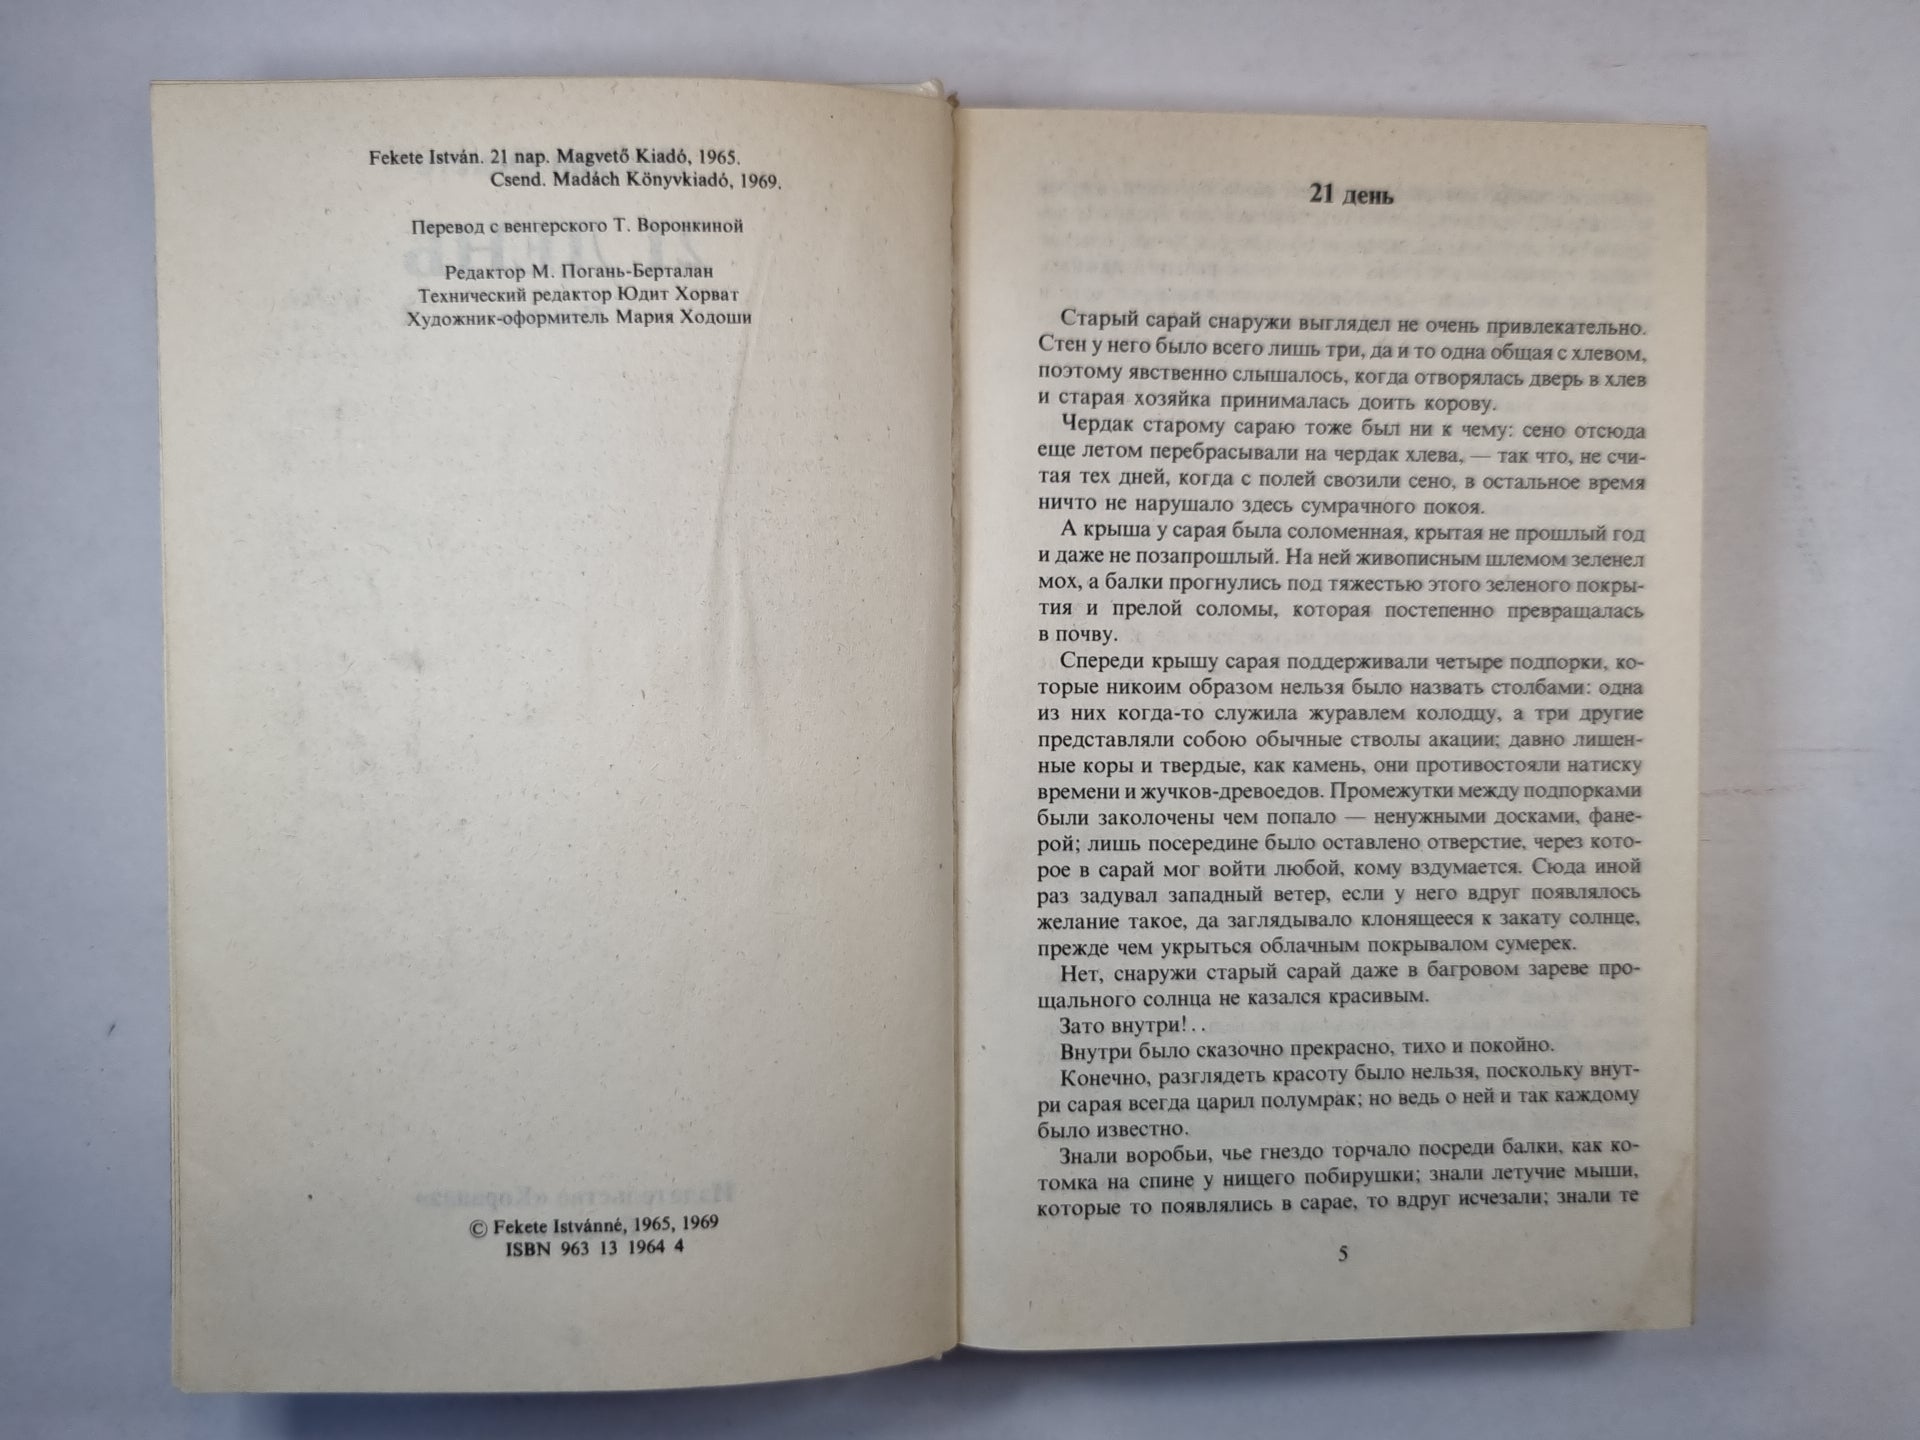 Fekete István. 21 nap. Magvető Kiadó, 1965.
Csend. Madách Könyvkiadó, 1969.
Перевод с венгерского Т. Воронкиной
Редактор М. Погань-Берталан
Технический редактор Юдит Хорват
Художник-оформитель Мария Ходоши
© Fekete Istvánné, 1965, 1969
ISBN 963 13 1964 4
21 день
Старый сарай снаружи выглядел не очень привлекательно.
Стен у него было всего лишь три, да и то одна общая с хлевом,
поэтому явственно слышалось, когда отворялась дверь в хлев
и старая хозяйка принималась доить корову.
Чердак старому сараю тоже был ни к чему: сено отсюда
еще летом перебрасывали на чердак хлева, — так что, не счи-
тая тех дней, когда с полей свозили сено, в остальное время
ничто не нарушало здесь сумрачного покоя.
А крыша у сарая была соломенная, крытая не прошлый год
и даже не позапрошлый. На ней живописным шлемом зеленел
мох, а балки прогнулись под тяжестью этого зеленого покры-
тия и прелой соломы, которая постепенно превращалась
в почву.
Спереди крышу сарая поддерживали четыре подпорки, ко-
торые никоим образом нельзя было назвать столбами: одна
из них когда-то служила журавлем колодцу, а три другие
представляли собою обычные стволы акации; давно лишен-
ные коры и твердые, как камень, они противостояли натиску
времени и жучков-древоедов. Промежутки между подпорками
были заколочены чем попало — ненужными досками, фане-
рой; лишь посередине было оставлено отверстие, через кото-
рое в сарай мог войти любой, кому вздумается. Сюда иной
раз задувал западный ветер, если у него вдруг появлялось
желание такое, да заглядывало клонящееся к закату солнце,
прежде чем укрыться облачным покрывалом сумерек.
Нет, снаружи старый сарай даже в багровом зареве про-
щального солнца не казался красивым.
Зато внутри!..
Внутри было сказочно прекрасно, тихо и покойно.
Конечно, разглядеть красоту было нельзя, поскольку внут-
ри сарая всегда царил полумрак; но ведь о ней и так каждому
было известно.
Знали воробьи, чье гнездо торчало посреди балки, как ко-
томка на спине у нищего побирушки; знали летучие мыши,
которые то появлялись в сарае, то вдруг исчезали; знали те
5